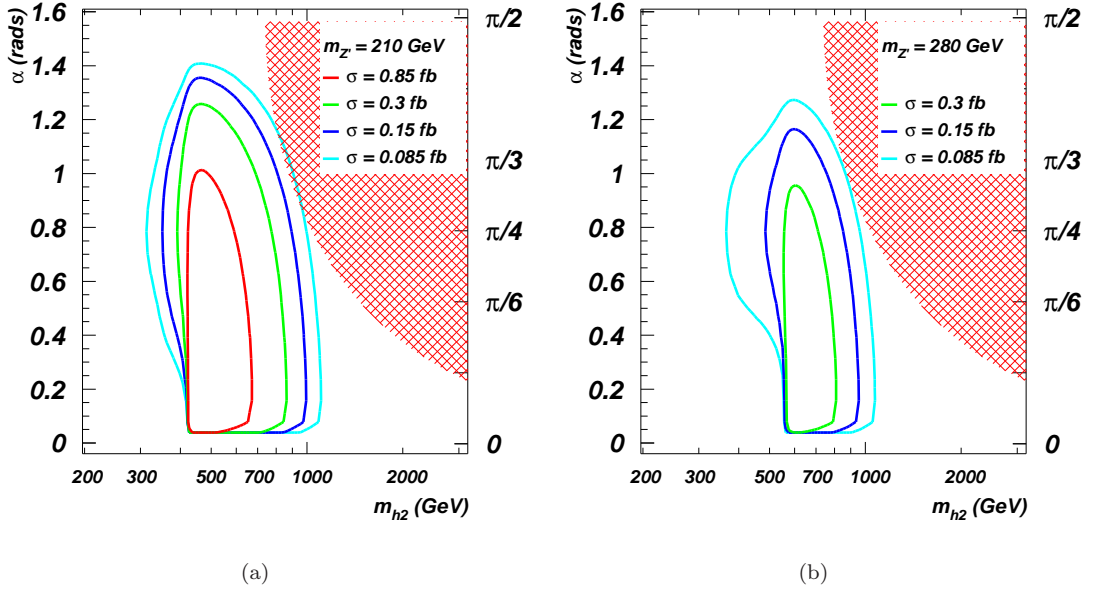 α (rads)
1.6
1.4
1.2
1
0.8
0.6
0.4
0.2
0
π/2
π/3
π/4
π/6
0
m_Z' = 210 GeV
σ = 0.85 fb
σ = 0.3 fb
σ = 0.15 fb
σ = 0.085 fb
200 300 400 500 700 1000 2000
m_h2 (GeV)
(a)
α (rads)
1.6
1.4
1.2
1
0.8
0.6
0.4
0.2
0
π/2
π/3
π/4
π/6
0
m_Z' = 280 GeV
σ = 0.3 fb
σ = 0.15 fb
σ = 0.085 fb
200 300 400 500 700 1000 2000
m_h2 (GeV)
(b)